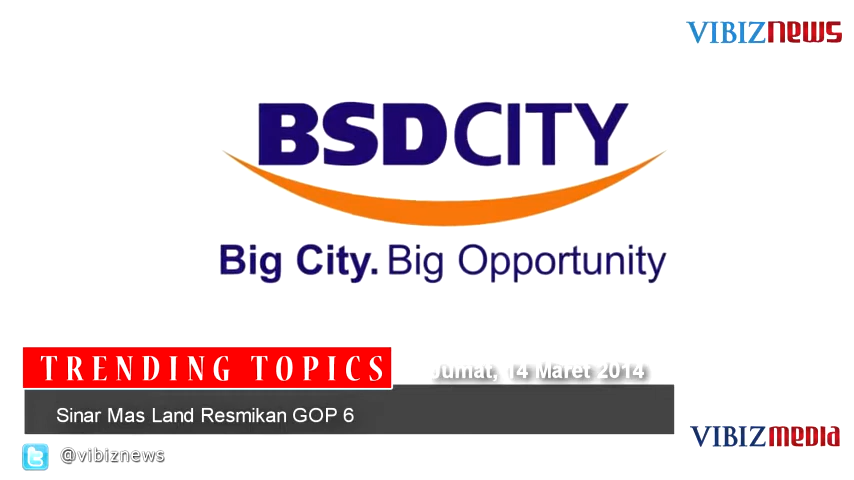 VIBIZNEWS
BSDCITY
Big City. Big Opportunity
TRENDING TOPICS
Jumat, 14 Maret 2014
Sinar Mas Land Resmikan GOP 6
VIBIZMEDIA
@vibiznews